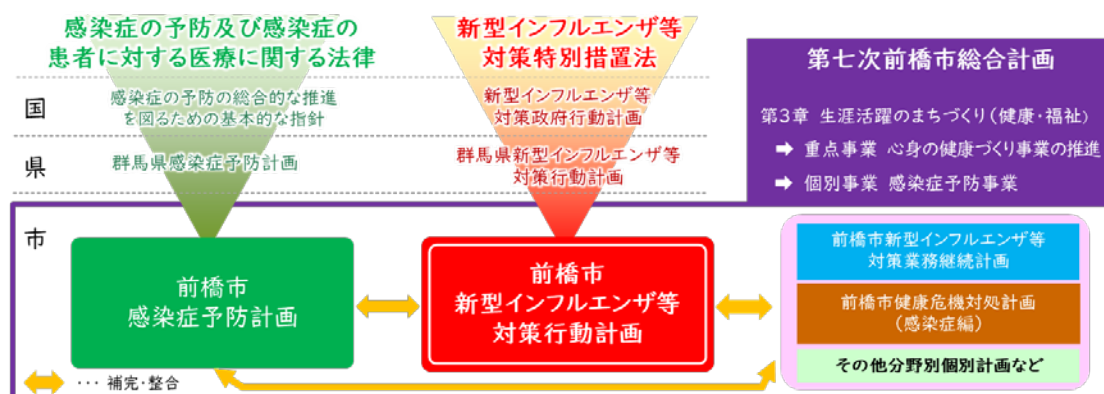 感染症の予防及び感染症の
患者に対する医療に関する法律
新型インフルエンザ等
対策特別措置法
第七次前橋市総合計画
第3章 生涯活躍のまちづくり(健康・福祉)
➡ 重点事業 心身の健康づくり事業の推進
➡ 個別事業 感染症予防事業
国
感染症の予防の総合的な推進
を図るための基本的な指針
新型インフルエンザ等
対策政府行動計画
県
群馬県感染症予防計画
群馬県新型インフルエンザ等
対策行動計画
市
前橋市
感染症予防計画
前橋市
新型インフルエンザ等
対策行動計画
前橋市新型インフルエンザ等
対策業務継続計画
前橋市健康危機対処計画
(感染症編)
その他分野別個別計画など
・・・ 補完・整合